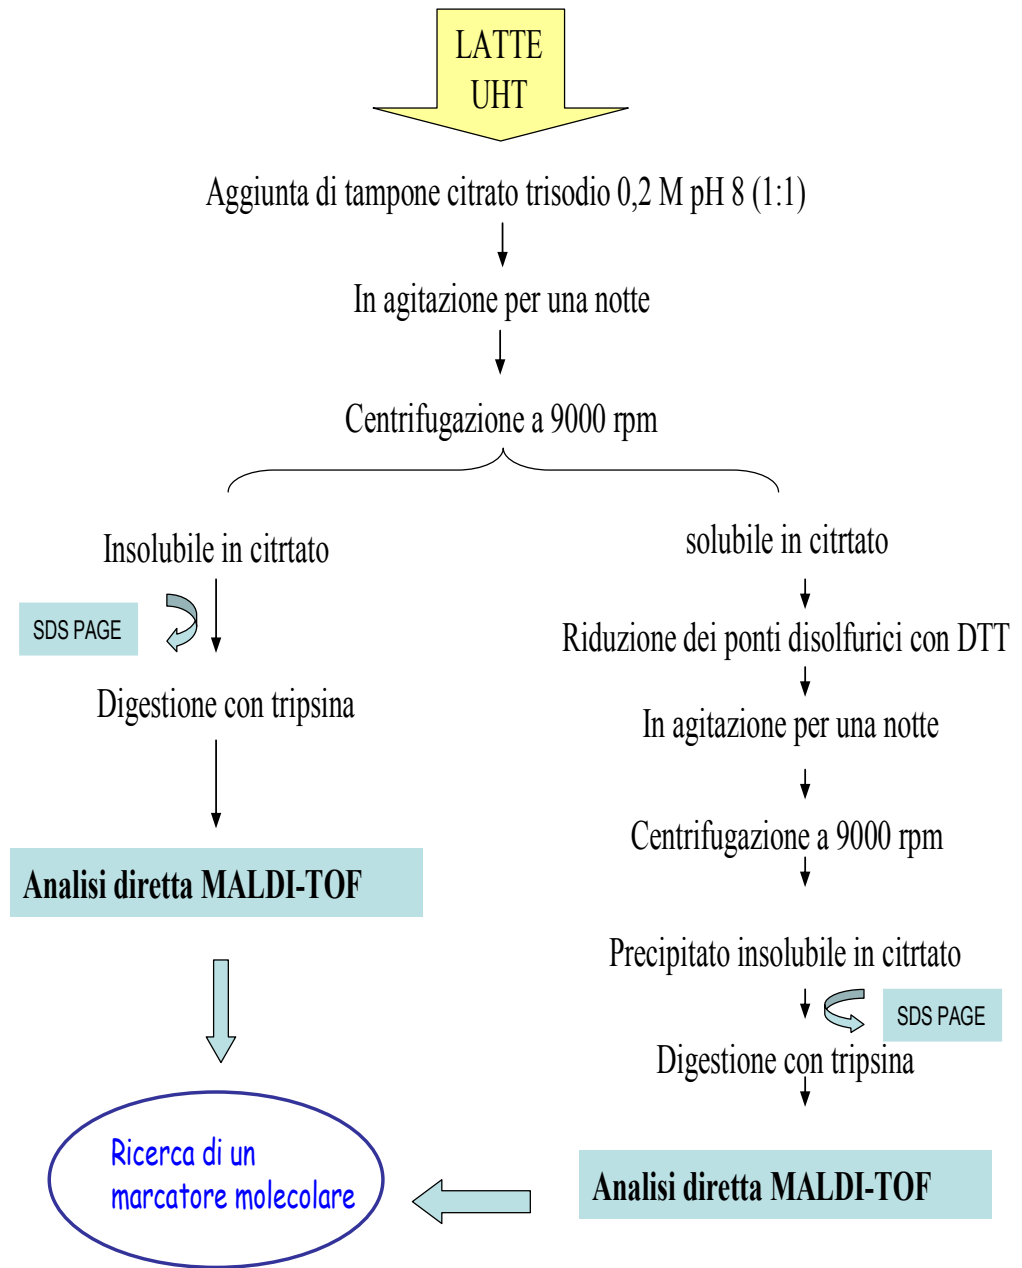 LATTE
UHT
Aggiunta di tampone citrato trisodio 0,2 M pH 8 (1:1)
In agitazione per una notte
Centrifugazione a 9000 rpm
Insolubile in citrtato
SDS PAGE
Digestione con tripsina
Analisi diretta MALDI-TOF
solubile in citrtato
Riduzione dei ponti disolfurici con DTT
In agitazione per una notte
Centrifugazione a 9000 rpm
Precipitato insolubile in citrtato
SDS PAGE
Digestione con tripsina
Analisi diretta MALDI-TOF
Ricerca di un
marcatore molecolare